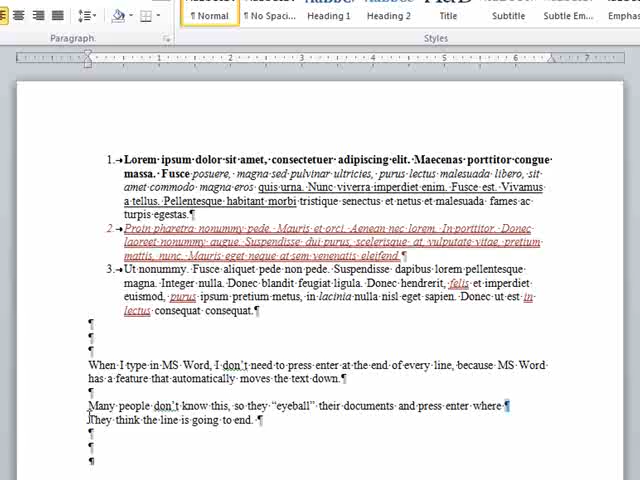 ¶ Normal ¶ No Spaci... Heading 1 Heading 2 Title Subtitle Subtle Em... Emphas
Paragraph Styles
1 2 3 4 5 6 7
1. Lorem ipsum dolor sit amet, consectetuer adipiscing elit. Maecenas porttitor congue
massa. Fusce posuere, magna sed pulvinar ultricies, purus lectus malesuada libero, sit
amet commodo magna eros quis urna. Nunc viverra imperdiet enim. Fusce est. Vivamus
a tellus. Pellentesque habitant morbi tristique senectus et netus et malesuada fames ac
turpis egestas.¶
2. Proin pharetra nonummy pede. Mauris et orci. Aenean nec lorem. In porttitor. Donec
laoreet nonummy augue. Suspendisse dui purus, scelerisque at, vulputate vitae, pretium
mattis, nunc. Mauris eget neque at sem venenatis eleifend.¶
3. Ut nonummy. Fusce aliquet pede non pede. Suspendisse dapibus lorem pellentesque
magna. Integer nulla. Donec blandit feugiat ligula. Donec hendrerit, felis et imperdiet
euismod, purus ipsum pretium metus, in lacinia nulla nisl eget sapien. Donec ut est in
lectus consequat consequat.¶
¶
¶
¶
When I type in MS Word, I don't need to press enter at the end of every line, because MS Word
has a feature that automatically moves the text down.¶
¶
Many people don't know this, so they “eyeball” their documents and press enter where ¶
They think the line is going to end. ¶
¶
¶
¶